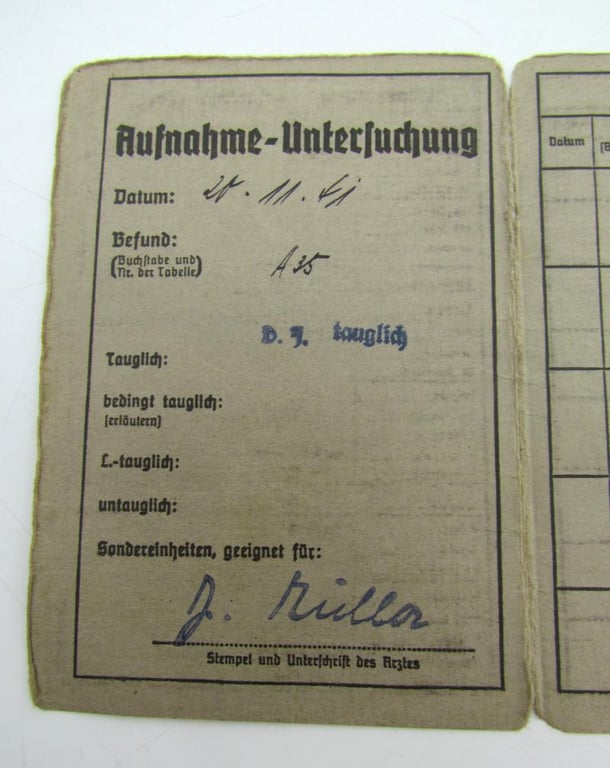 Aufnahme-Untersuchung
Datum: 20.11.41
Befund: A 35
(Buchstabe und
Nr. der Tabelle)
D. J. tauglich
Tauglich:
bedingt tauglich:
(erläutern)
L.-tauglich:
untauglich:
Sondereinheiten, geeignet für:
J. Müller
Stempel und Unterschrift des Arztes
Datum